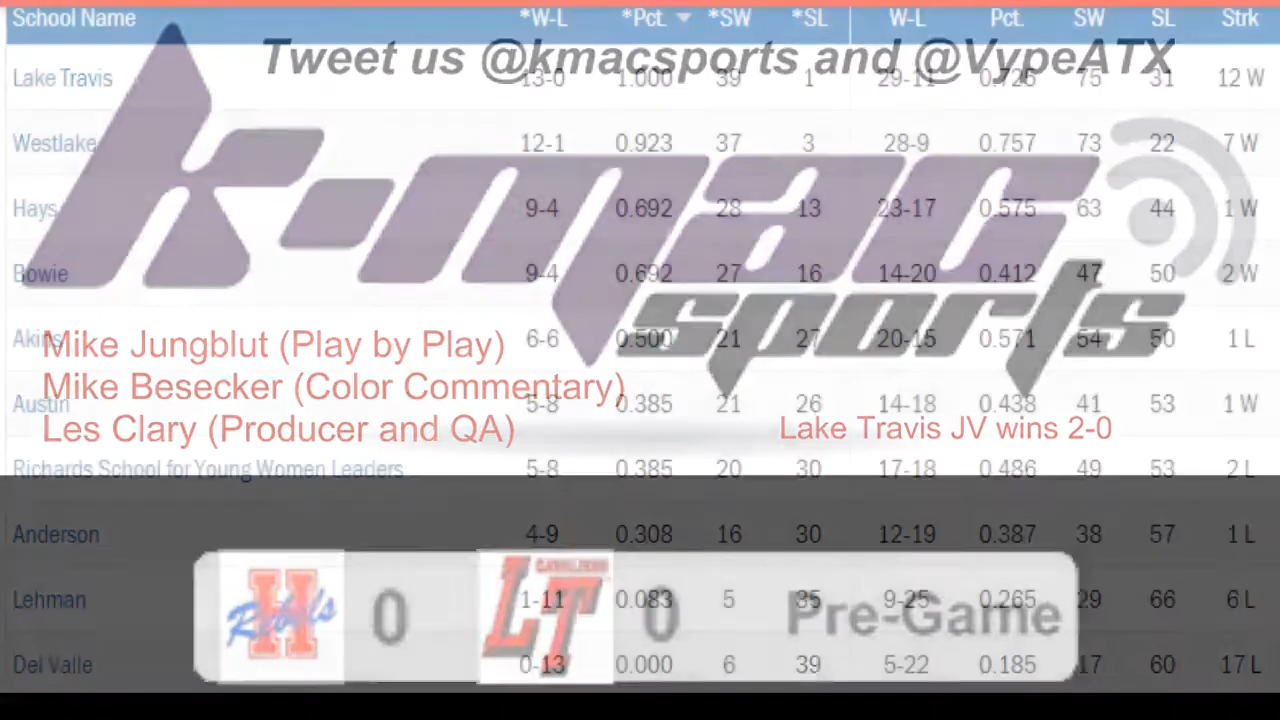 School Name *W-L *Pct. *SW *SL W-L Pct. SW SL Strk
Tweet us @kmacsports and @VypeATX
Lake Travis 13-0 1.000 39 1 29-11 0.725 75 31 12 W
Westlake 12-1 0.923 37 3 28-9 0.757 73 22 7 W
k-mac
Hays 9-4 0.692 28 13 23-17 0.575 63 44 1 W
Bowie 9-4 0.692 27 16 14-20 0.412 47 50 2 W
sports
Akins 6-6 0.500 21 27 20-15 0.571 54 50 1 L
Mike Jungblut (Play by Play)
Mike Besecker (Color Commentary)
Austin 5-8 0.385 21 26 14-18 0.438 41 53 1 W
Les Clary (Producer and QA)
Lake Travis JV wins 2-0
Richards School for Young Women Leaders 5-8 0.385 20 30 17-18 0.486 49 53 2 L
Anderson 4-9 0.308 16 30 12-19 0.387 38 57 1 L
Lehman 1-11 0.083 5 35 9-25 0.265 29 66 6 L
H Rebels 0 CAVALIERS LT 0 Pre-Game
Del Valle 0-13 0.000 6 39 5-22 0.185 17 60 17 L